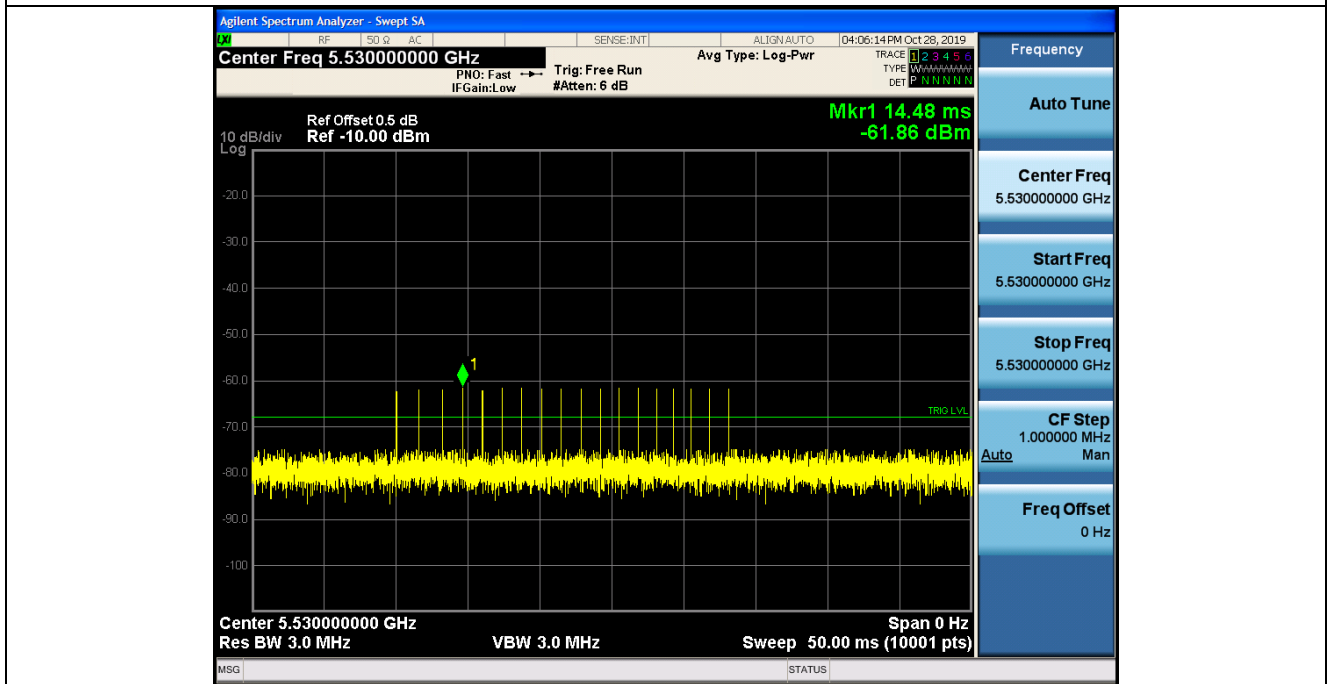 Agilent Spectrum Analyzer - Swept SA
LXI RF 50 Ω AC SENSE:INT ALIGN AUTO 04:06:14 PM Oct 28, 2019
Center Freq 5.530000000 GHz
PNO: Fast
IFGain:Low
Trig: Free Run
#Atten: 6 dB
Avg Type: Log-Pwr
TRACE 1 2 3 4 5 6
TYPE WWWWWW
DET P N N N N N
Mkr1 14.48 ms
-61.86 dBm
Ref Offset 0.5 dB
10 dB/div Ref -10.00 dBm
Log
-20.0
-30.0
-40.0
-50.0
1
-60.0
TRIG LVL
-70.0
-80.0
-90.0
-100
Center 5.530000000 GHz Span 0 Hz
Res BW 3.0 MHz VBW 3.0 MHz Sweep 50.00 ms (10001 pts)
MSG STATUS
Frequency
Auto Tune
Center Freq
5.530000000 GHz
Start Freq
5.530000000 GHz
Stop Freq
5.530000000 GHz
CF Step
1.000000 MHz
Auto Man
Freq Offset
0 Hz